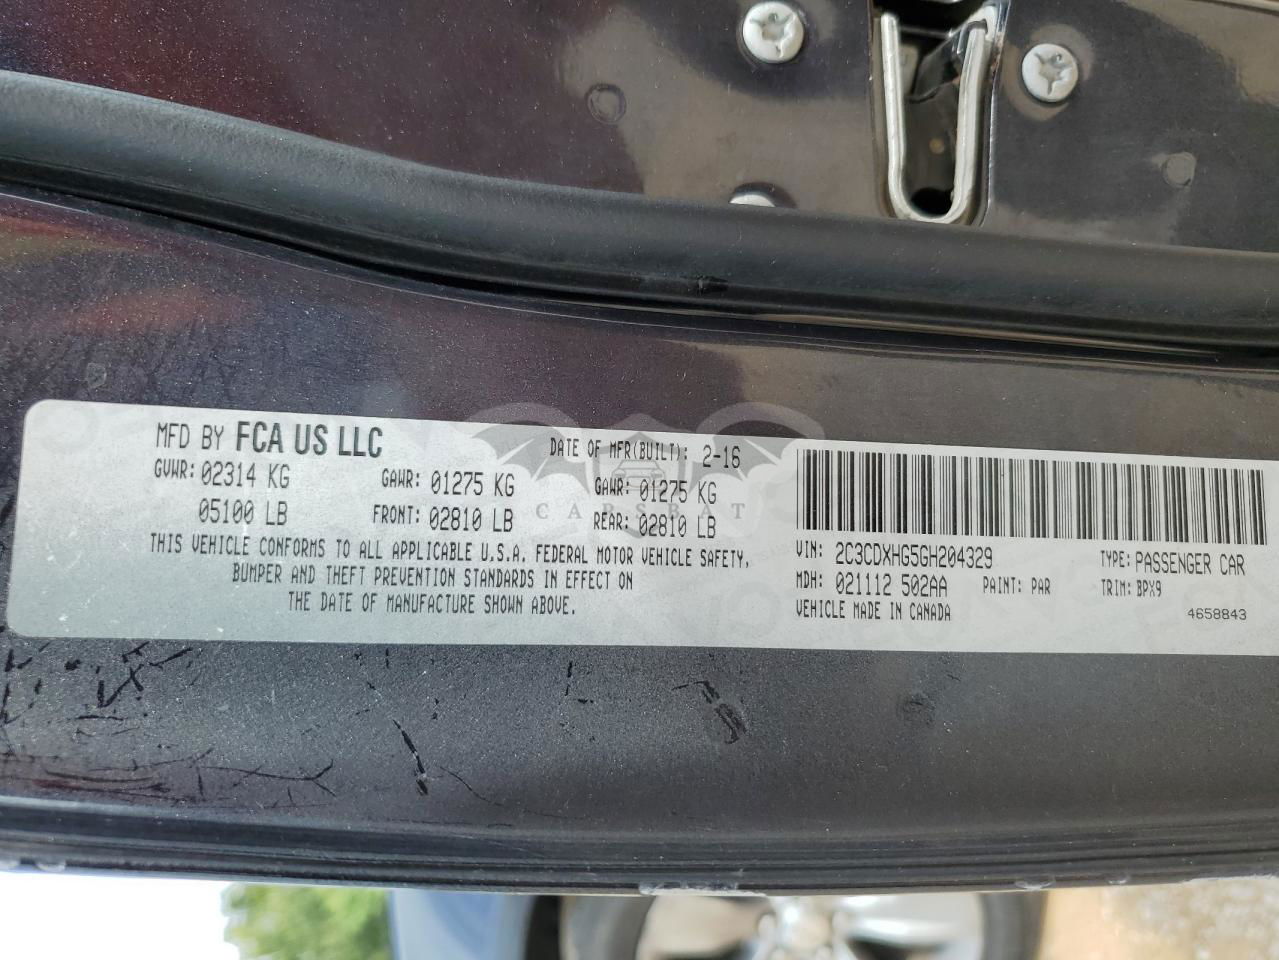 MFD BY FCA US LLC DATE OF MFR(BUILT): 2-16
GVWR: 02314 KG GAWR: 01275 KG GAWR: 01275 KG
05100 LB FRONT: 02810 LB REAR: 02810 LB
THIS VEHICLE CONFORMS TO ALL APPLICABLE U.S.A. FEDERAL MOTOR VEHICLE SAFETY,
BUMPER AND THEFT PREVENTION STANDARDS IN EFFECT ON
THE DATE OF MANUFACTURE SHOWN ABOVE.
VIN: 2C3CDXHG5GH204329 TYPE: PASSENGER CAR
MDH: 021112 502AA PAINT: PAR TRIM: BPX9
VEHICLE MADE IN CANADA 4658843
CARSBAT